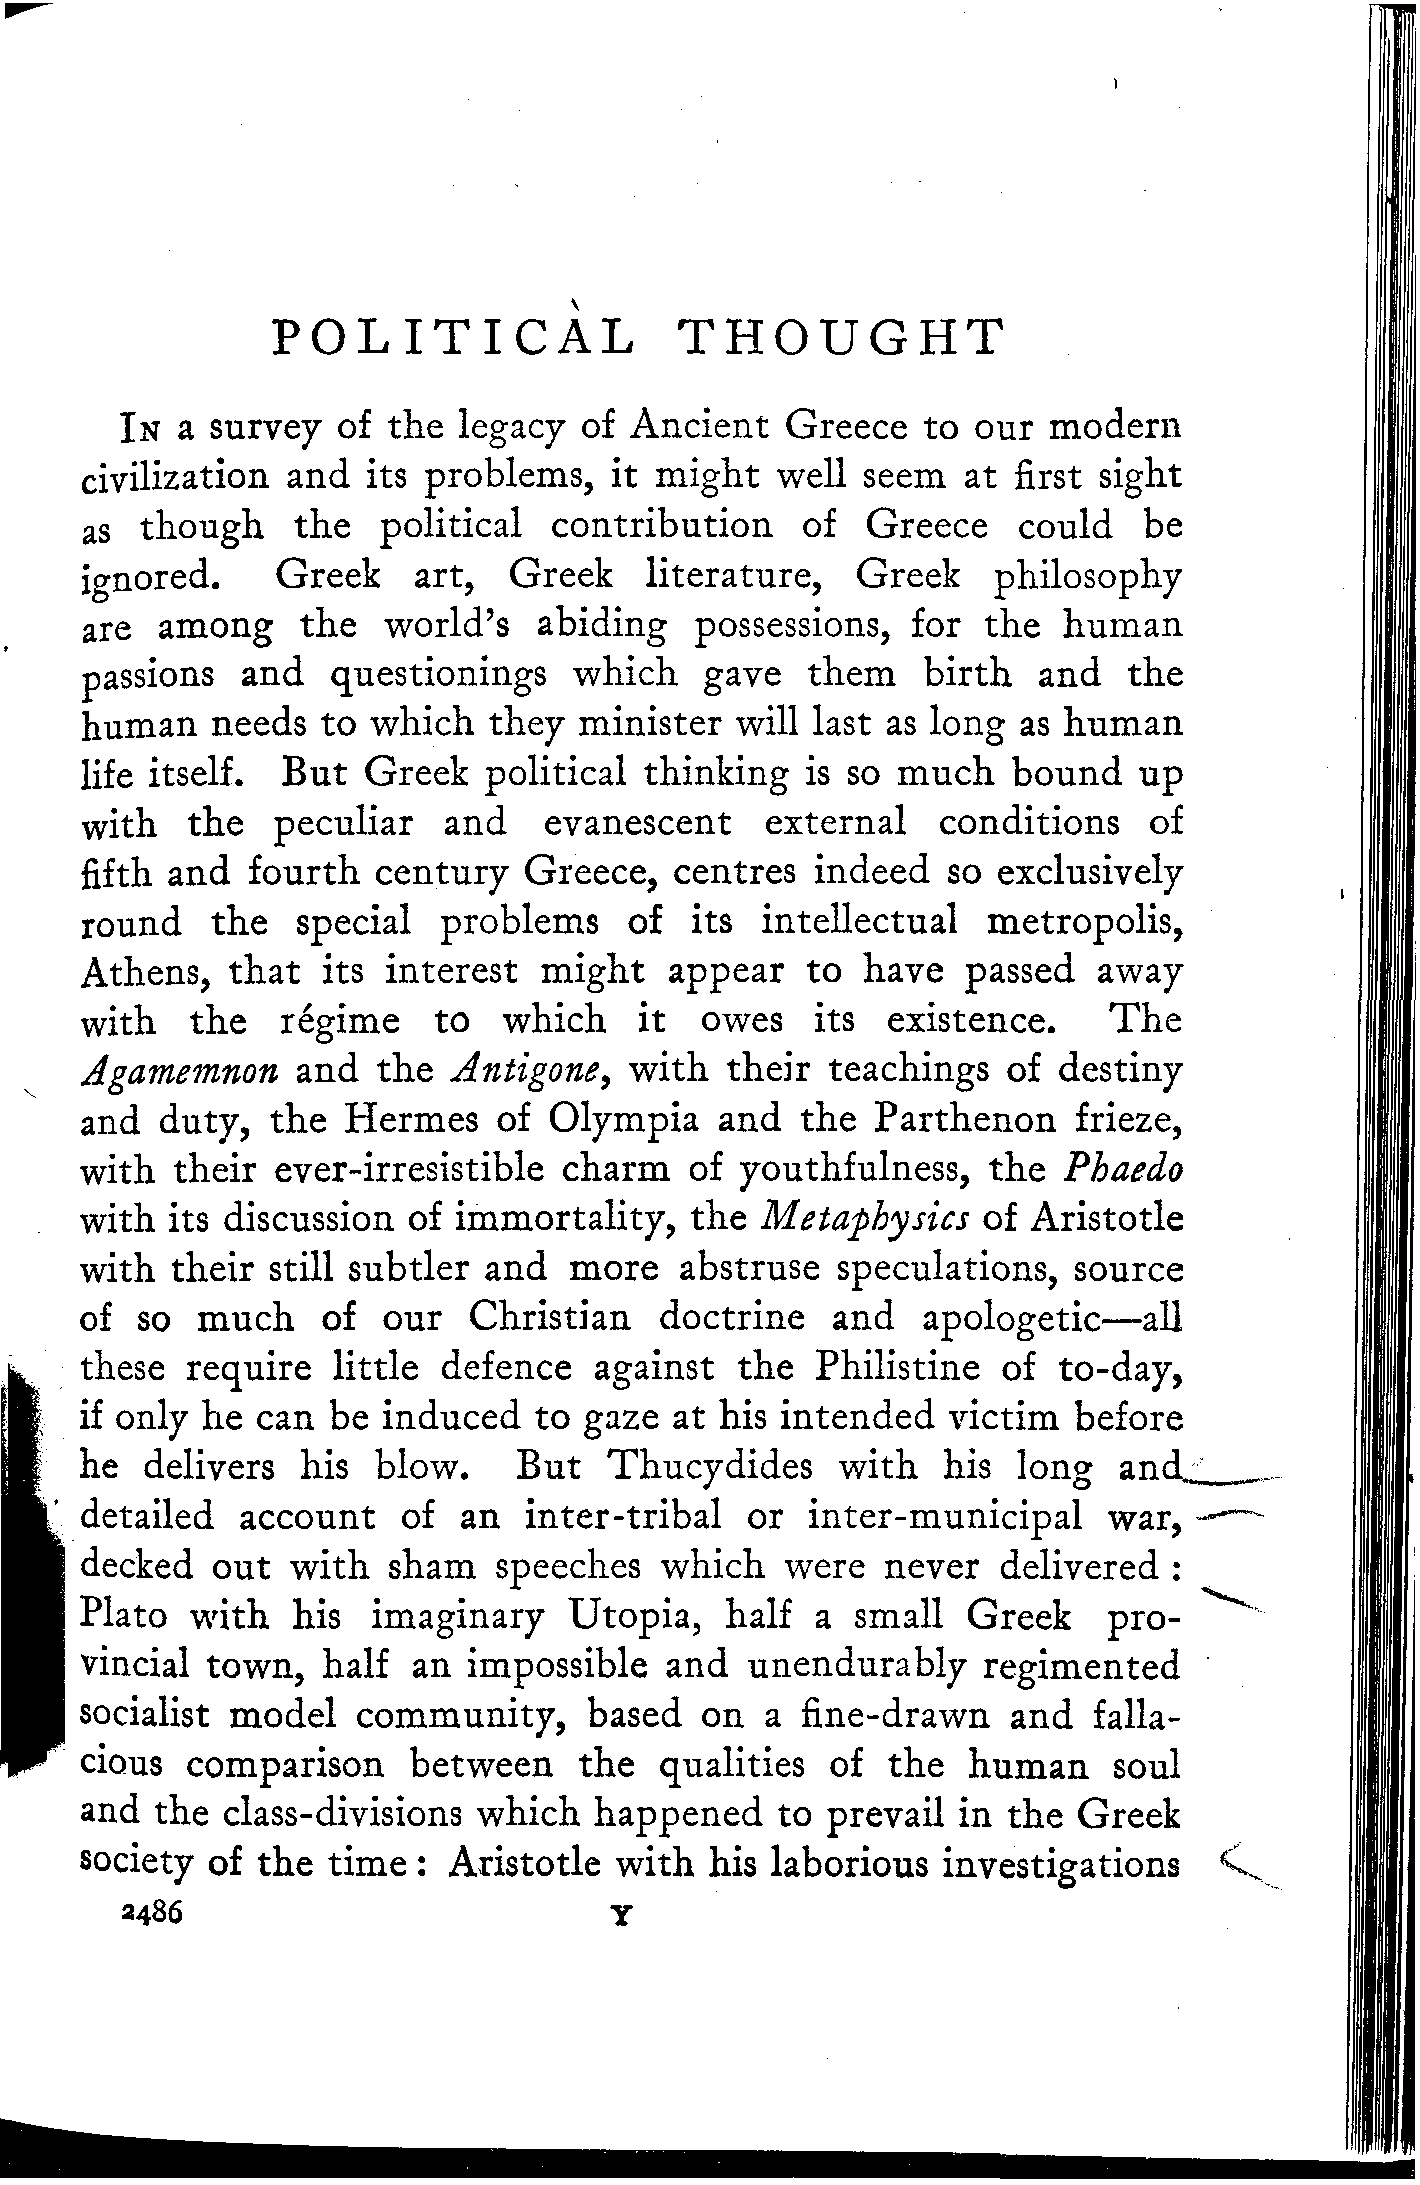 POLITICAL THOUGHT
In a survey of the legacy of Ancient Greece to our modern
civilization and its problems, it might well seem at first sight
as though the political contribution of Greece could be
ignored. Greek art, Greek literature, Greek philosophy
are among the world's abiding possessions, for the human
passions and questionings which gave them birth and the
human needs to which they minister will last as long as human
life itself. But Greek political thinking is so much bound up
with the peculiar and evanescent external conditions of
fifth and fourth century Greece, centres indeed so exclusively
round the special problems of its intellectual metropolis,
Athens, that its interest might appear to have passed away
with the régime to which it owes its existence. The
Agamemnon and the Antigone, with their teachings of destiny
and duty, the Hermes of Olympia and the Parthenon frieze,
with their ever-irresistible charm of youthfulness, the Phaedo
with its discussion of immortality, the Metaphysics of Aristotle
with their still subtler and more abstruse speculations, source
of so much of our Christian doctrine and apologetic—all
these require little defence against the Philistine of to-day,
if only he can be induced to gaze at his intended victim before
he delivers his blow. But Thucydides with his long and
detailed account of an inter-tribal or inter-municipal war,
decked out with sham speeches which were never delivered :
Plato with his imaginary Utopia, half a small Greek pro-
vincial town, half an impossible and unendurably regimented
socialist model community, based on a fine-drawn and falla-
cious comparison between the qualities of the human soul
and the class-divisions which happened to prevail in the Greek
society of the time : Aristotle with his laborious investigations
2486 Y